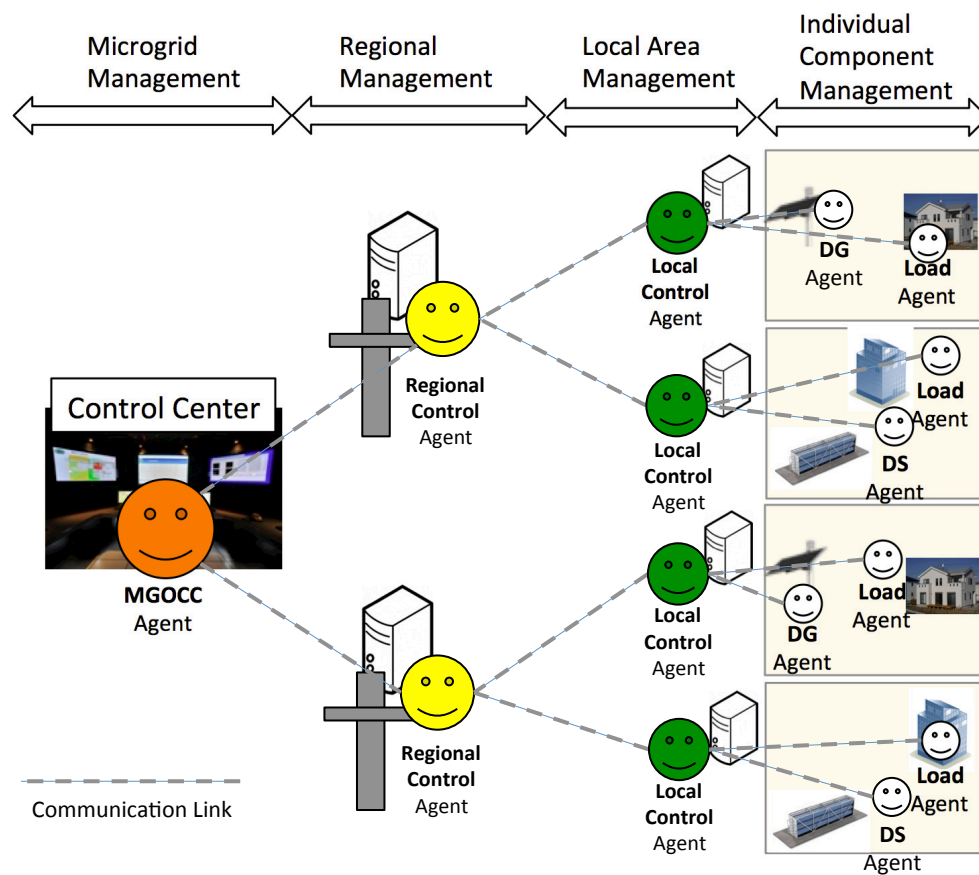 Microgrid
Management
Regional
Management
Local Area
Management
Individual
Component
Management
Control Center
MGOCC
Agent
Regional
Control
Agent
Regional
Control
Agent
Local
Control
Agent
Local
Control
Agent
Local
Control
Agent
Local
Control
Agent
DG
Agent
Load
Agent
Load
Agent
DS
Agent
Load
Agent
DG
Agent
Load
Agent
DS
Agent
Communication Link